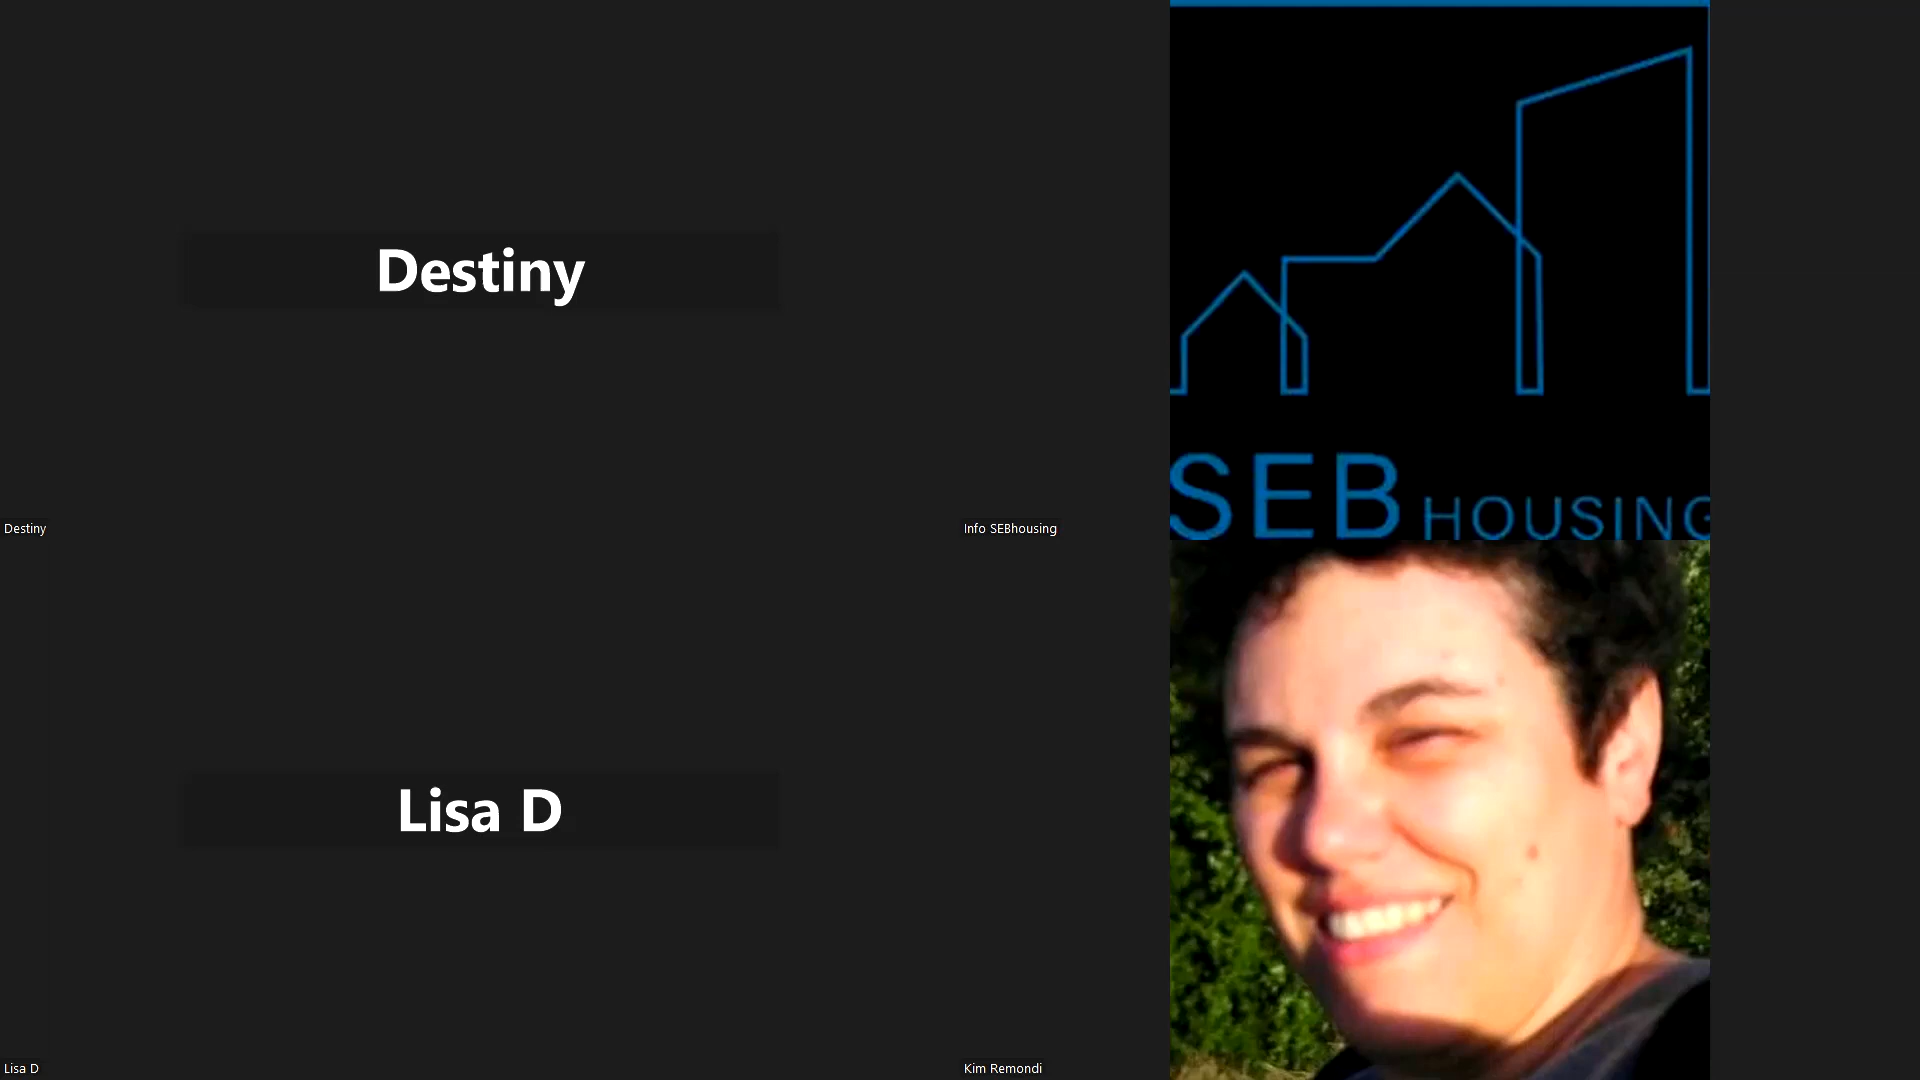 Destiny
SEB HOUSING
Destiny
Info SEBhousing
Lisa D
Lisa D
Kim Remondi